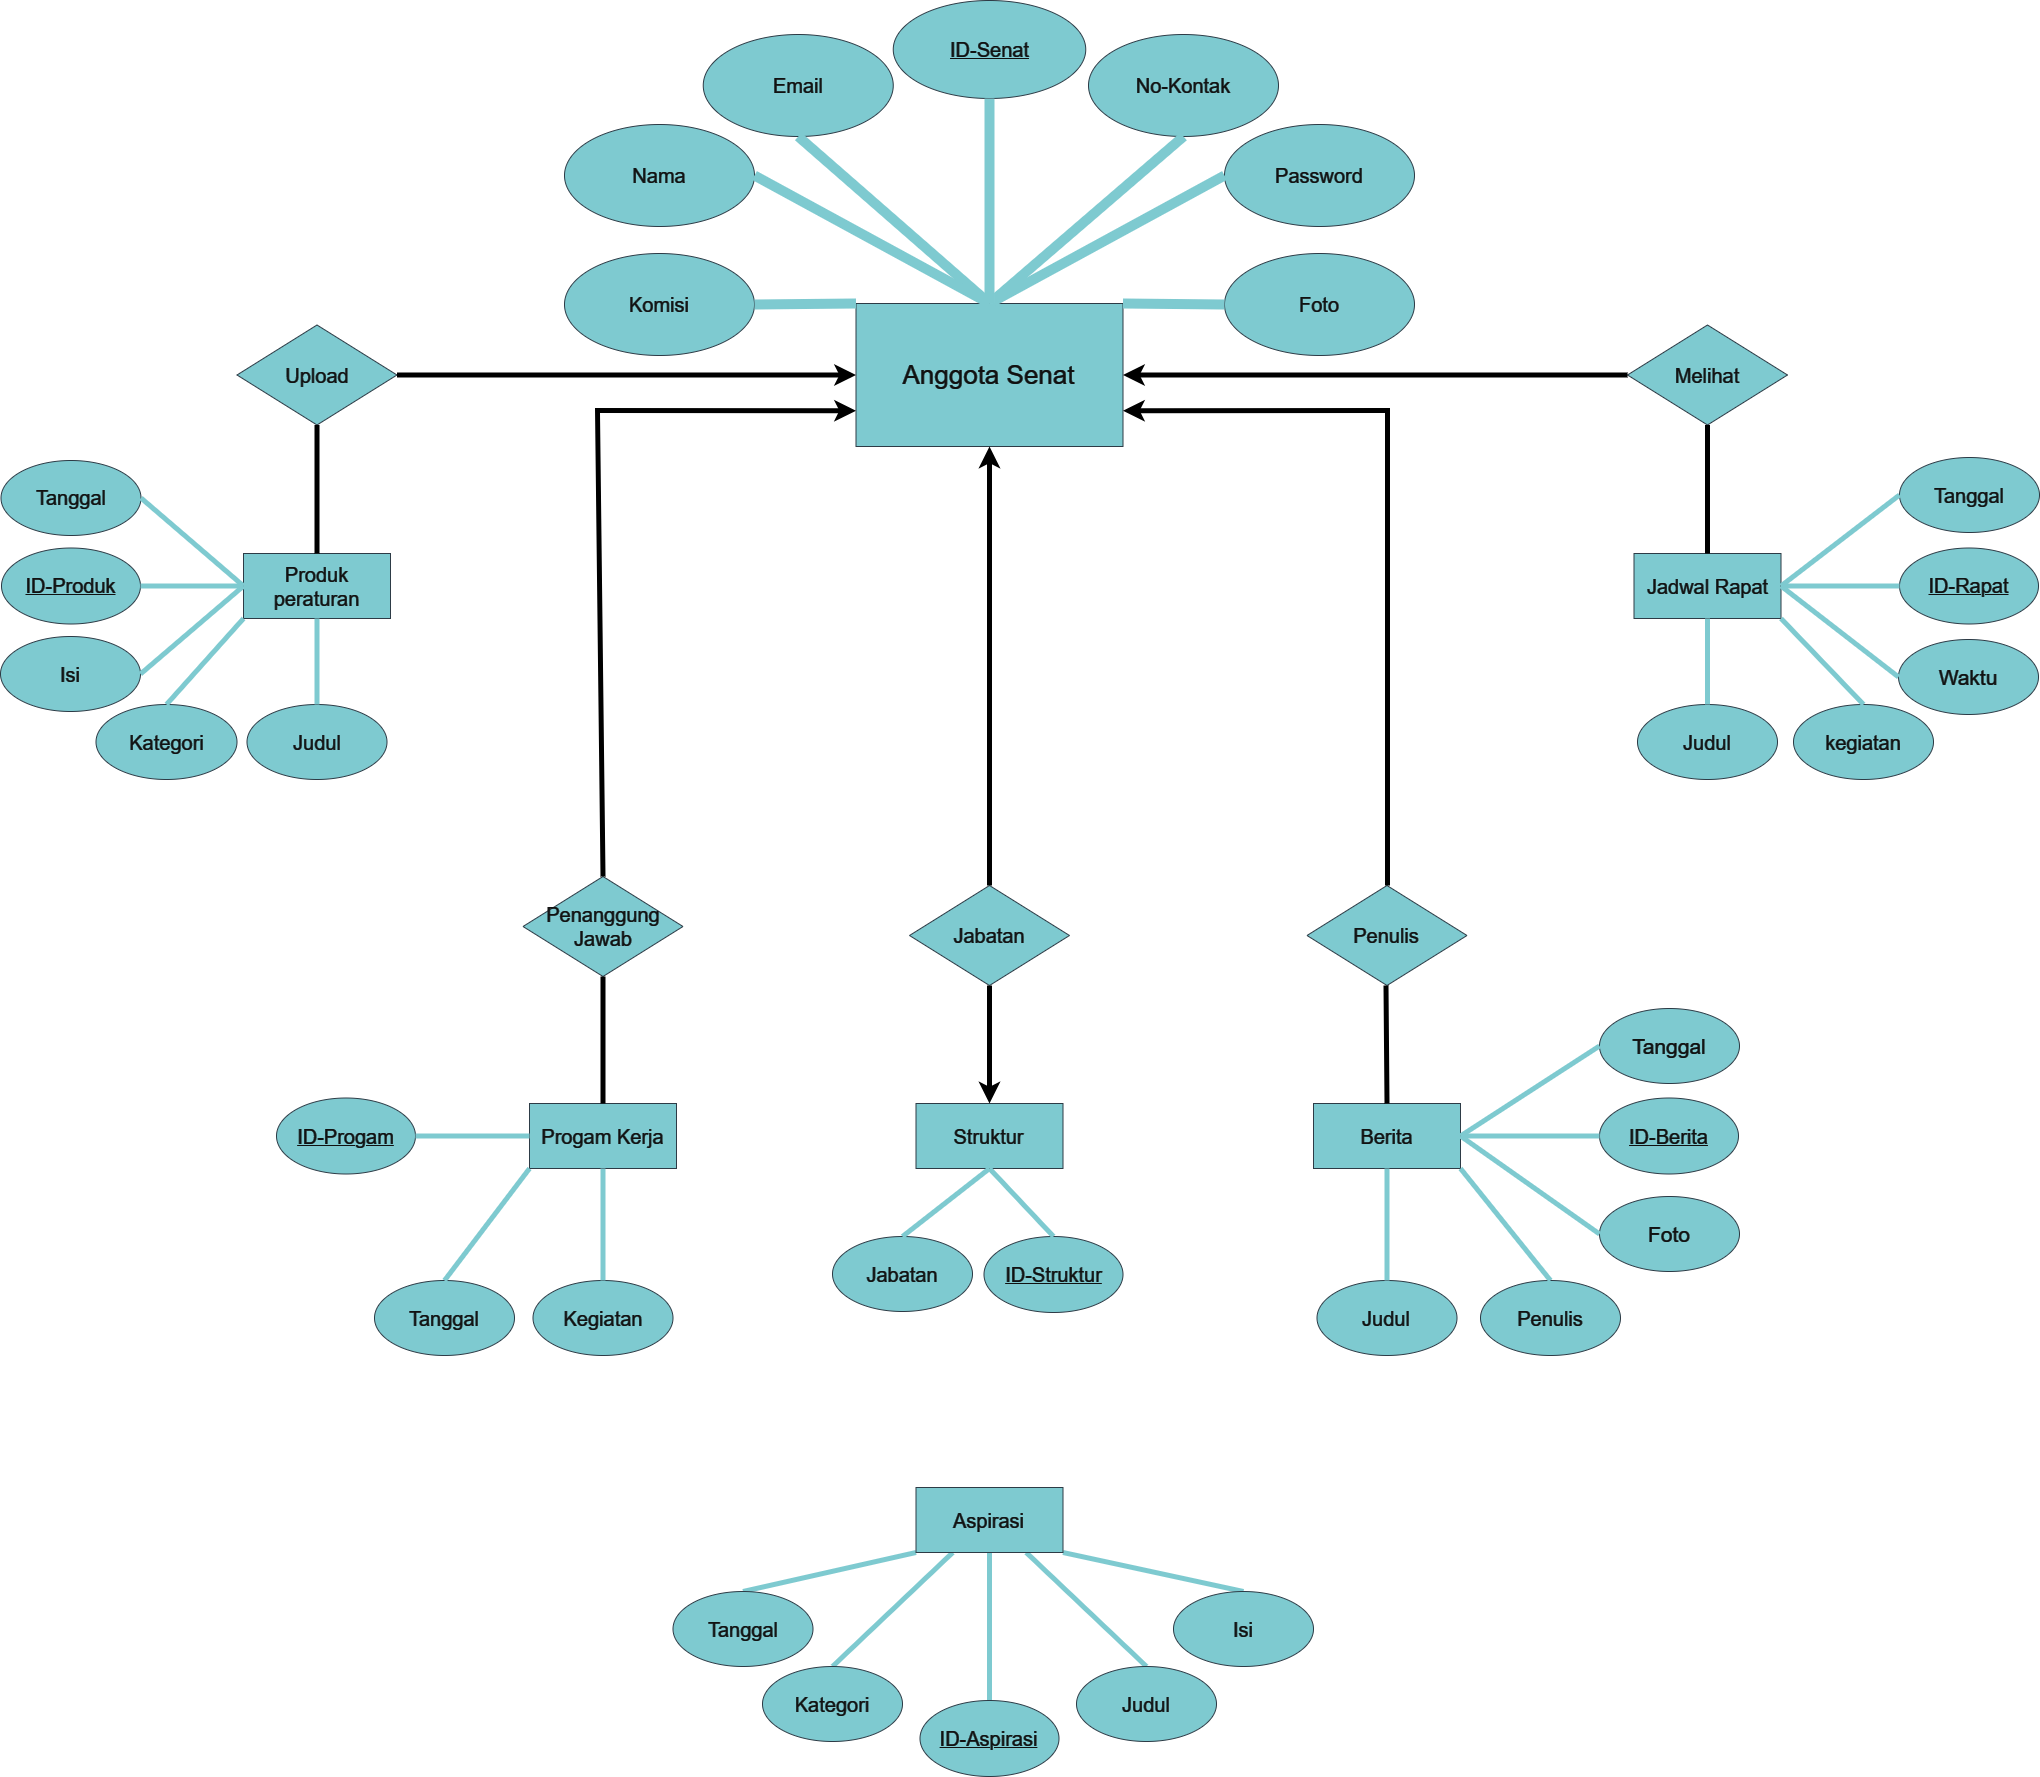 ID-Senat
Email
No-Kontak
Nama
Password
Komisi
Foto
Anggota Senat
Upload
Melihat
Tanggal
ID-Produk
Isi
Kategori
Judul
Produk
peraturan
Jadwal Rapat
Tanggal
ID-Rapat
Waktu
Judul
kegiatan
Penanggung
Jawab
Jabatan
Penulis
ID-Progam
Progam Kerja
Tanggal
Kegiatan
Struktur
Jabatan
ID-Struktur
Berita
Tanggal
ID-Berita
Foto
Judul
Penulis
Aspirasi
Tanggal
Kategori
ID-Aspirasi
Judul
Isi